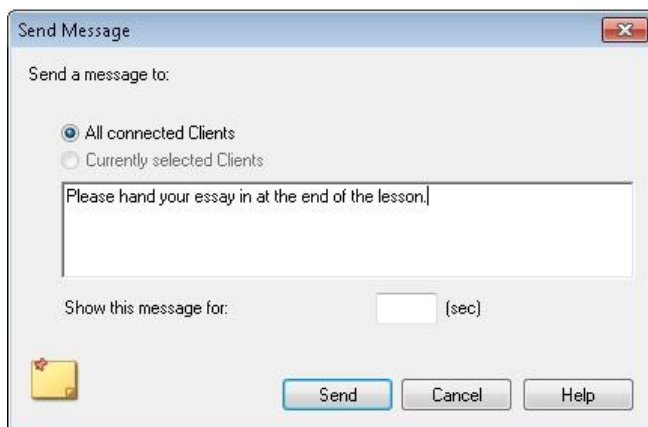 Send Message
Send a message to:
All connected Clients
Currently selected Clients
Please hand your essay in at the end of the lesson.
Show this message for: (sec)
Send Cancel Help